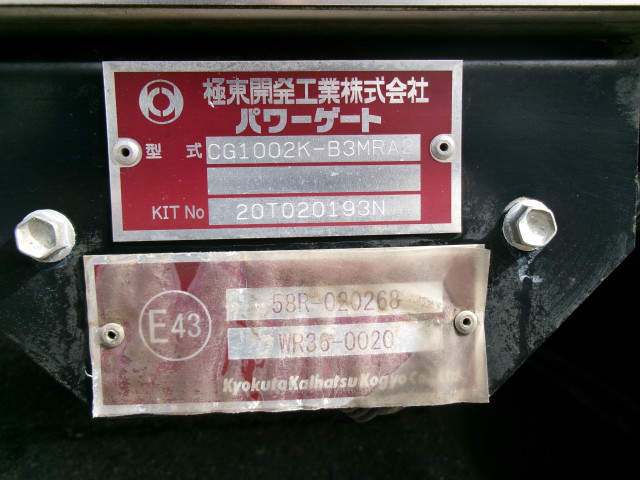 極東開発工業株式会社
パワーゲート
型式 CG1002K-B3MRA2
KIT No 20T020193N
E43
58R-020268
WR36-0020
Kyokuto Kaihatsu Kogyo